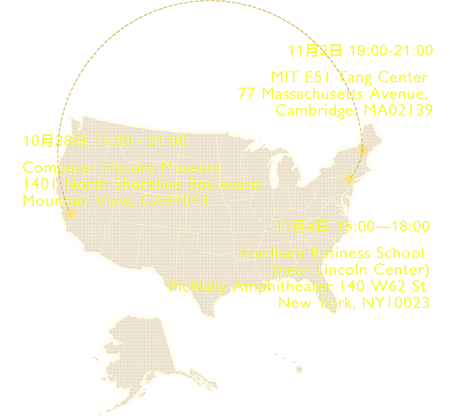 11月2日 19:00-21:00
MIT E51 Tang Center
77 Massachusetts Avenue,
Cambridge, MA02139
10月28日 13:30 - 21:00
Computer History Museum
1401 North Shoreline Boulevard.
Mountain View, CA94043
11月4日 15:00—18:00
Fordham Business School
(near Lincoln Center)
McNally Amphitheater 140 W62 St.
New York, NY10023